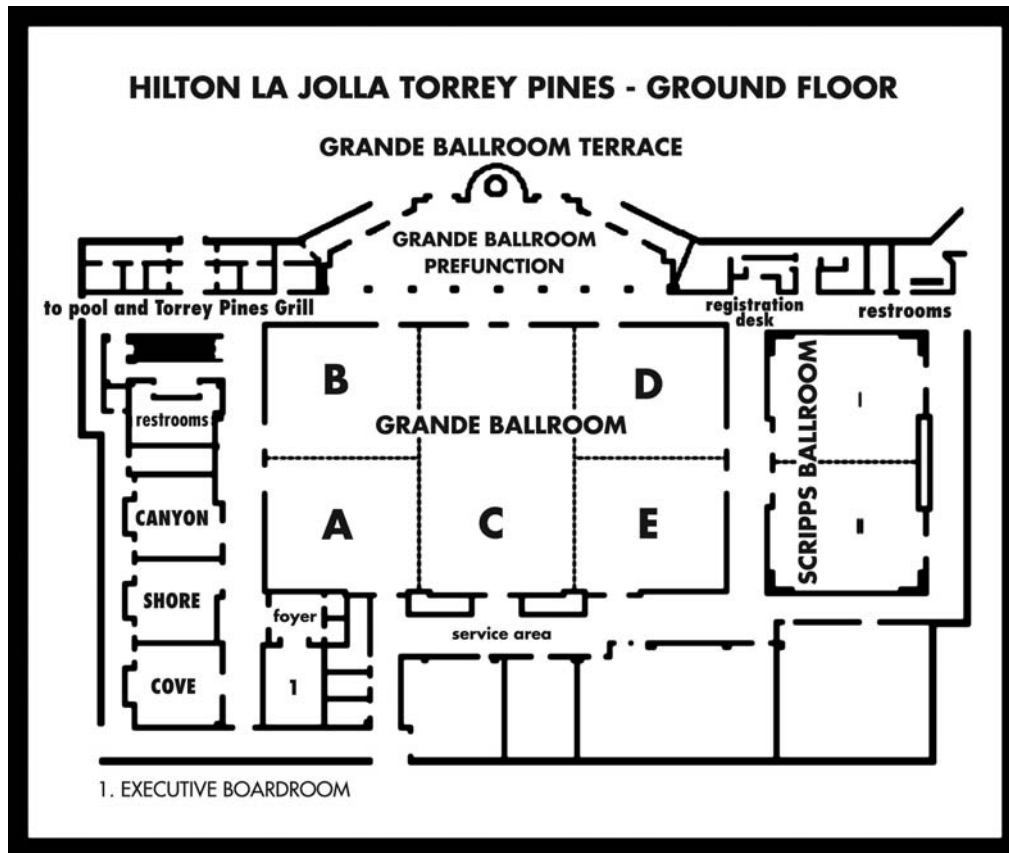 HILTON LA JOLLA TORREY PINES - GROUND FLOOR
GRANDE BALLROOM TERRACE
GRANDE BALLROOM
PREFUNCTION
to pool and Torrey Pines Grill
registration
desk
restrooms
B
D
SCRIPPS BALLROOM
I
restrooms
GRANDE BALLROOM
CANYON
A
C
E
II
SHORE
foyer
service area
COVE
1
1. EXECUTIVE BOARDROOM